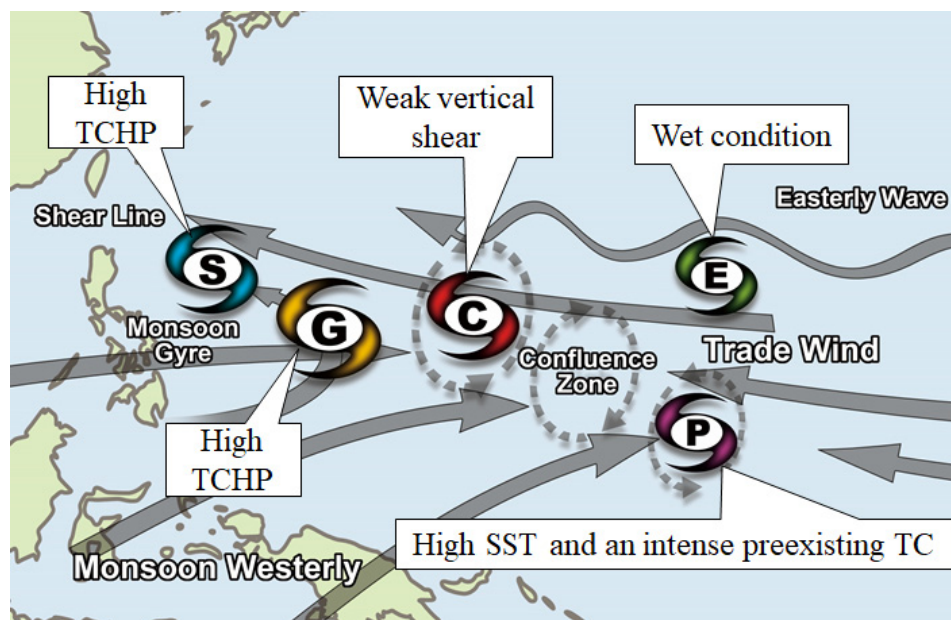 High
TCHP
Weak vertical
shear
Wet condition
Easterly Wave
Shear Line
S
E
G
C
Monsoon
Gyre
Confluence
Zone
Trade Wind
P
High
TCHP
High SST and an intense preexisting TC
Monsoon Westerly